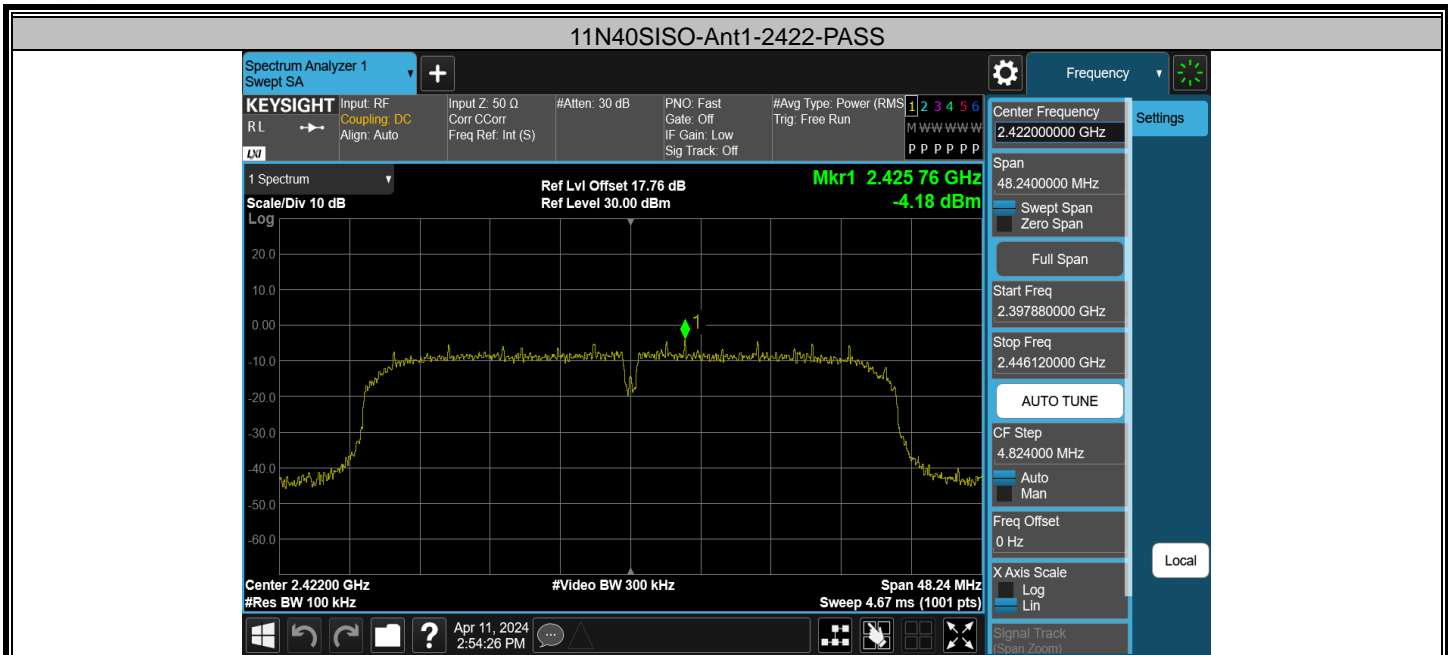 11N40SISO-Ant1-2422-PASS
Spectrum Analyzer 1
Swept SA
+
Frequency
KEYSIGHT
RL
LXI
Input: RF
Coupling: DC
Align: Auto
Input Z: 50 Ω
Corr CCorr
Freq Ref: Int (S)
#Atten: 30 dB
PNO: Fast
Gate: Off
IF Gain: Low
Sig Track: Off
#Avg Type: Power (RMS
Trig: Free Run
1 2 3 4 5 6
M W W W W W
P P P P P P
1 Spectrum
Scale/Div 10 dB
Log
Ref Lvl Offset 17.76 dB
Ref Level 30.00 dBm
Mkr1 2.425 76 GHz
-4.18 dBm
20.0
10.0
0.00
-10.0
-20.0
-30.0
-40.0
-50.0
-60.0
1
Center 2.42200 GHz
#Res BW 100 kHz
#Video BW 300 kHz
Span 48.24 MHz
Sweep 4.67 ms (1001 pts)
Center Frequency
2.422000000 GHz
Settings
Span
48.2400000 MHz
Swept Span
Zero Span
Full Span
Start Freq
2.397880000 GHz
Stop Freq
2.446120000 GHz
AUTO TUNE
CF Step
4.824000 MHz
Auto
Man
Freq Offset
0 Hz
X Axis Scale
Log
Lin
Signal Track
(Span Zoom)
Local
?
Apr 11, 2024
2:54:26 PM